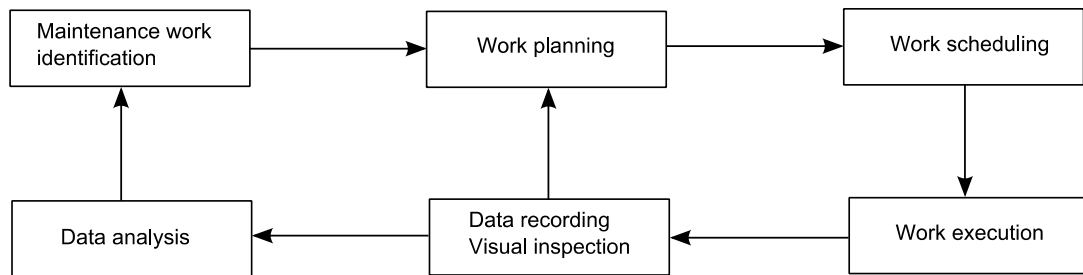 Maintenance work
identification
Work planning
Work scheduling
Data analysis
Data recording
Visual inspection
Work execution